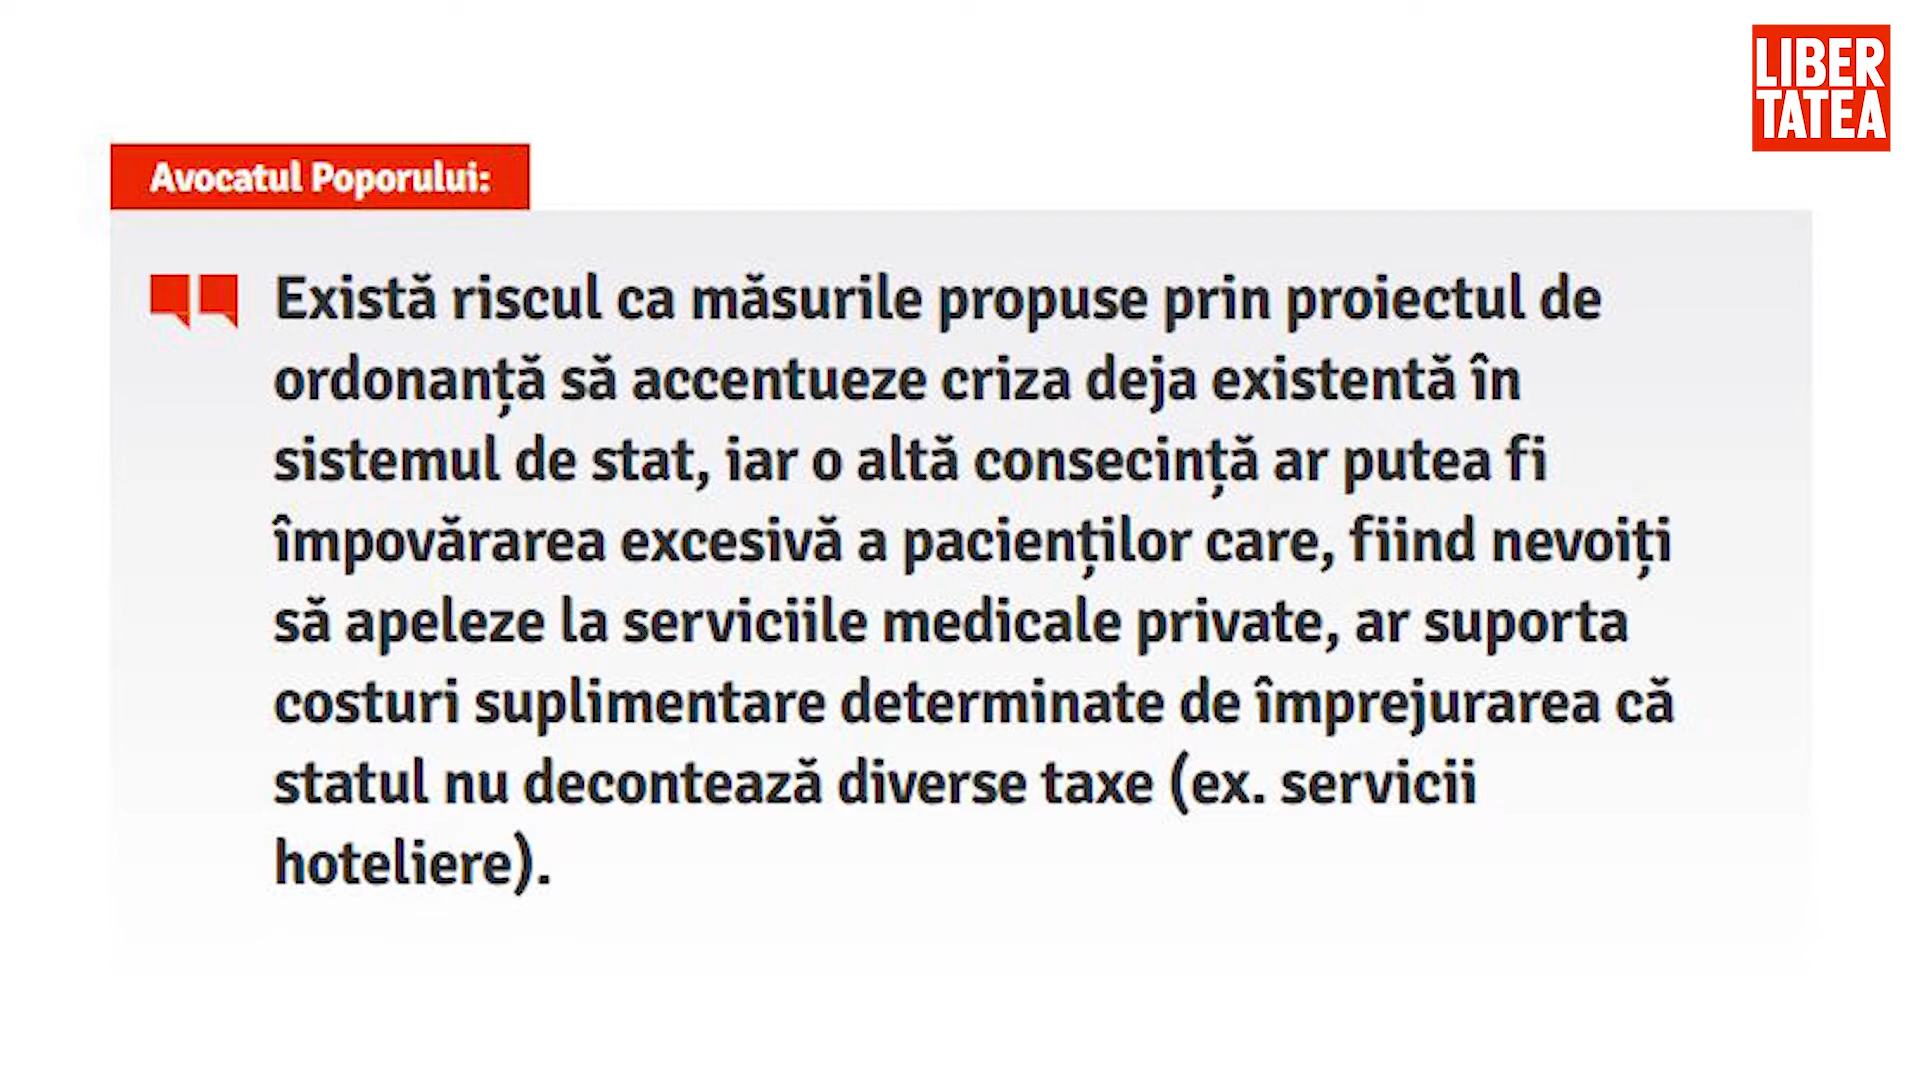 LIBER
TATEA
Avocatul Poporului:
Există riscul ca măsurile propuse prin proiectul de
ordonanță să accentueze criza deja existentă în
sistemul de stat, iar o altă consecință ar putea fi
împovărarea excesivă a pacienților care, fiind nevoiți
să apeleze la serviciile medicale private, ar suporta
costuri suplimentare determinate de împrejurarea că
statul nu decontează diverse taxe (ex. servicii
hoteliere).